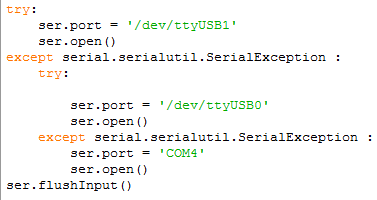 try:
    ser.port = '/dev/ttyUSB1'
    ser.open()
except serial.serialutil.SerialException :
    try:
        ser.port = '/dev/ttyUSB0'
        ser.open()
    except serial.serialutil.SerialException :
        ser.port = 'COM4'
        ser.open()
ser.flushInput()